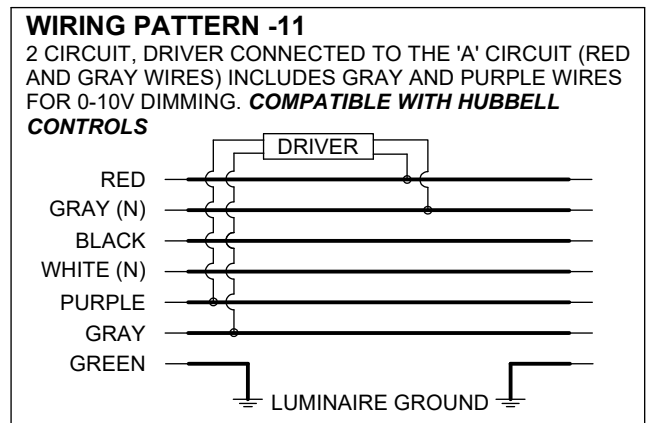 WIRING PATTERN -11
2 CIRCUIT, DRIVER CONNECTED TO THE 'A' CIRCUIT (RED
AND GRAY WIRES) INCLUDES GRAY AND PURPLE WIRES
FOR 0-10V DIMMING. COMPATIBLE WITH HUBBELL
CONTROLS
DRIVER
RED
GRAY (N)
BLACK
WHITE (N)
PURPLE
GRAY
GREEN
LUMINAIRE GROUND